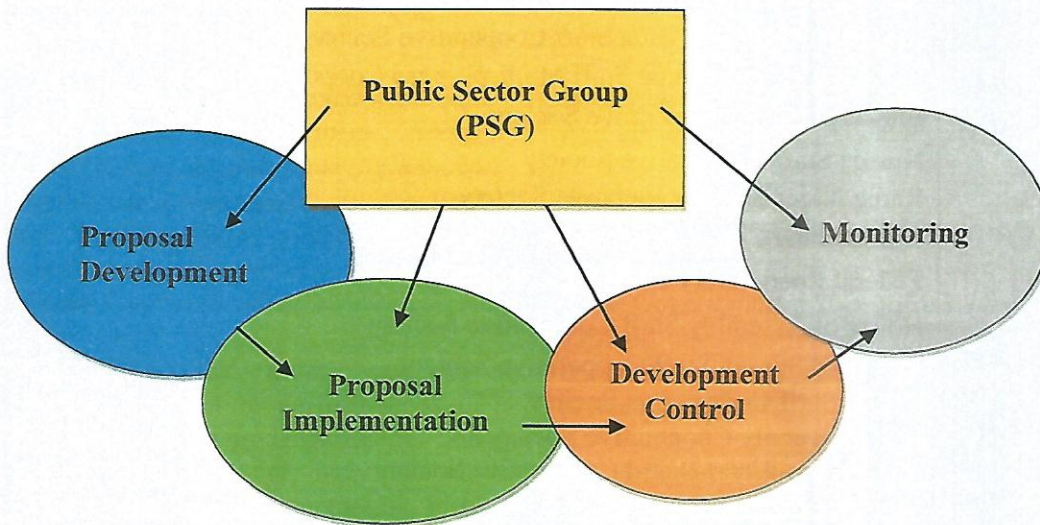 Public Sector Group
(PSG)
Proposal
Development
Monitoring
Proposal
Implementation
Development
Control